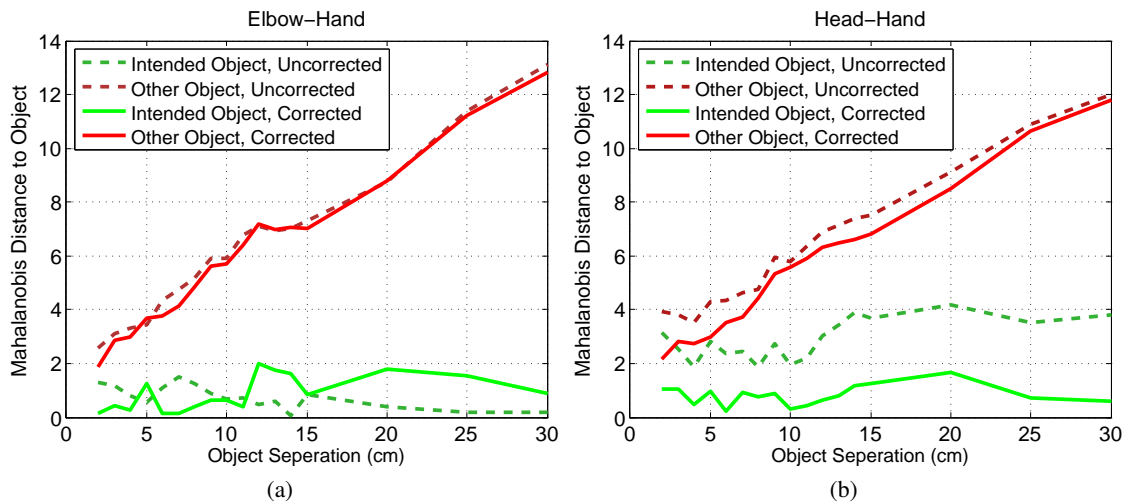 Elbow−Hand
14
12
10
8
6
4
2
0
Mahalanobis Distance to Object
Intended Object, Uncorrected
Other Object, Uncorrected
Intended Object, Corrected
Other Object, Corrected
0 5 10 15 20 25 30
Object Seperation (cm)
(a)
Head−Hand
14
12
10
8
6
4
2
0
Mahalanobis Distance to Object
Intended Object, Uncorrected
Other Object, Uncorrected
Intended Object, Corrected
Other Object, Corrected
0 5 10 15 20 25 30
Object Seperation (cm)
(b)